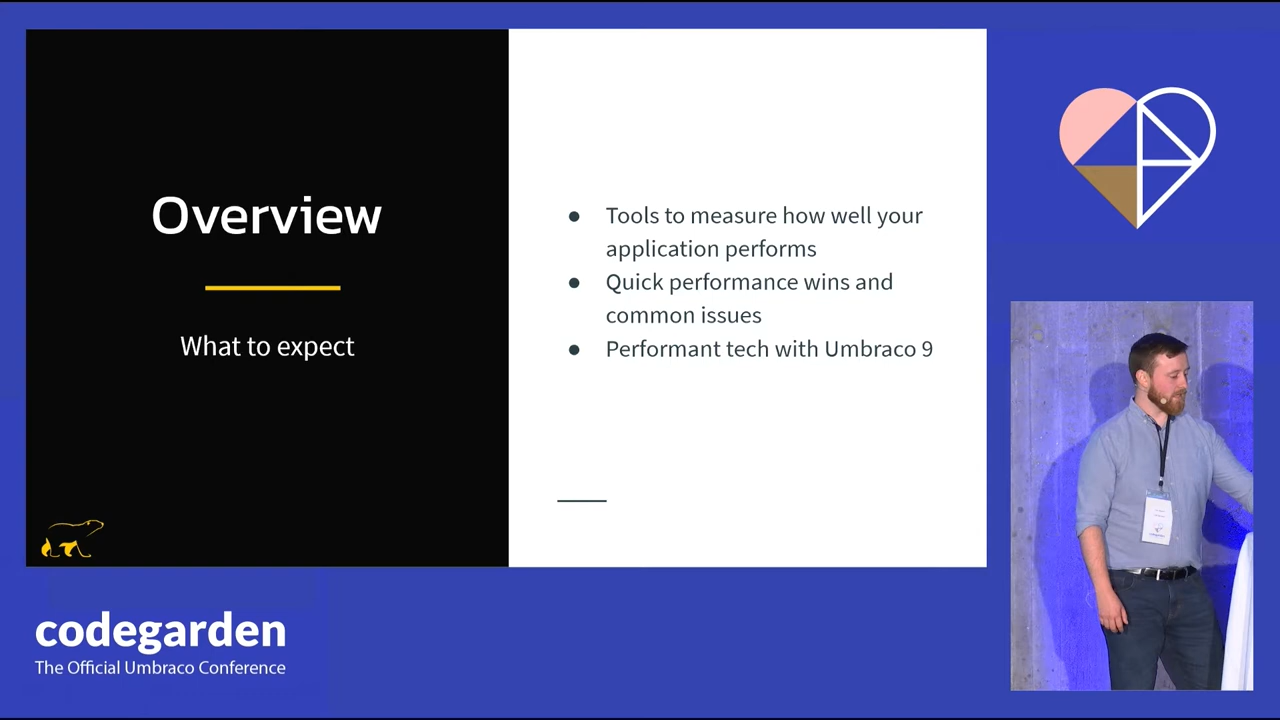 Overview
What to expect
● Tools to measure how well your
application performs
● Quick performance wins and
common issues
● Performant tech with Umbraco 9
codegarden
The Official Umbraco Conference